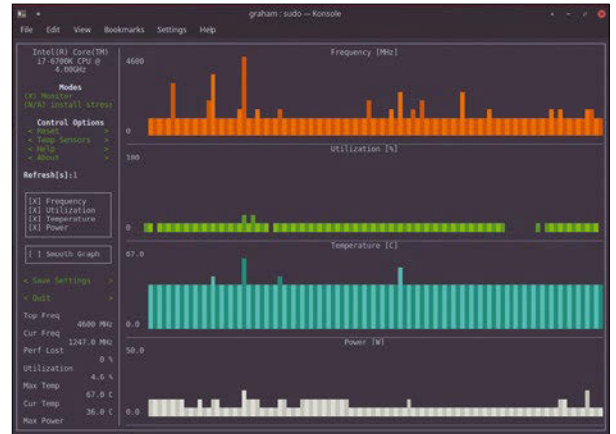 graham : sudo — Konsole
File Edit View Bookmarks Settings Help
Intel(R) Core(TM)
i7-6700K CPU @
4.00GHz
Modes
(X) Monitor
(N/A) install stress
Control Options
< Reset >
< Temp Sensors >
< Help >
< About >
Refresh[s]:1
[X] Frequency
[X] Utilization
[X] Temperature
[X] Power
[ ] Smooth Graph
< Save Settings >
< Quit >
Top Freq
4600 MHz
Cur Freq
1247.0 MHz
Perf Lost
0 %
Utilization
4.6 %
Max Temp
67.0 C
Cur Temp
36.0 C
Max Power
Frequency [MHz]
4600
0
Utilization [%]
100
0
Temperature [C]
67.0
0.0
Power [W]
50.0
0.0